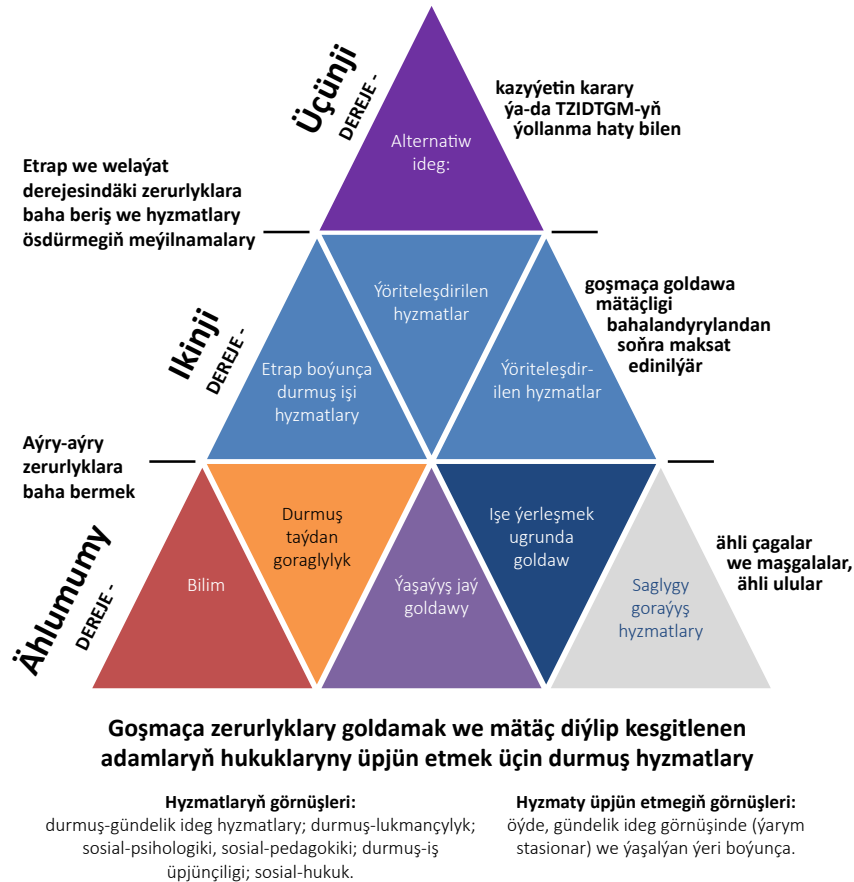 Üçünji
DEREJE -
kazyýetin karary
ýa-da TZIDTGM-yň
ýollanma haty bilen
Alternatiw
ideg:
Etrap we welaýat
derejesindäki zerurlyklara
baha beriş we hyzmatlary
ösdürmegiň meýilnamalary
Ikinji
DEREJE -
Ýöriteleşdirilen
hyzmatlar
Etrap boýunça
durmuş işi
hyzmatlary
Ýöriteleşdir-
ilen hyzmatlar
goşmaça goldawa
mätäçligi
bahalandyrylandan
soňra maksat
edinilýär
Aýry-aýry
zerurlyklara
baha bermek
Ählumumy
DEREJE -
Bilim
Durmuş
taýdan
goraglylyk
Ýaşaýyş jaý
goldawy
Işe ýerleşmek
ugrunda
goldaw
Saglygy
goraýyş
hyzmatlary
ähli çagalar
we maşgalalar,
ähli ulular
Goşmaça zerurlyklary goldamak we mätäç diýlip kesgitlenen
adamlaryň hukuklaryny üpjün etmek üçin durmuş hyzmatlary
Hyzmatlaryň görnüşleri:
durmuş-gündelik ideg hyzmatlary; durmuş-lukmançylyk;
sosial-psihologiki, sosial-pedagokiki; durmuş-iş
üpjünçiligi; sosial-hukuk.
Hyzmaty üpjün etmegiň görnüşleri:
öýde, gündelik ideg görnüşinde (ýarym
stasionar) we ýaşalýan ýeri boýunça.